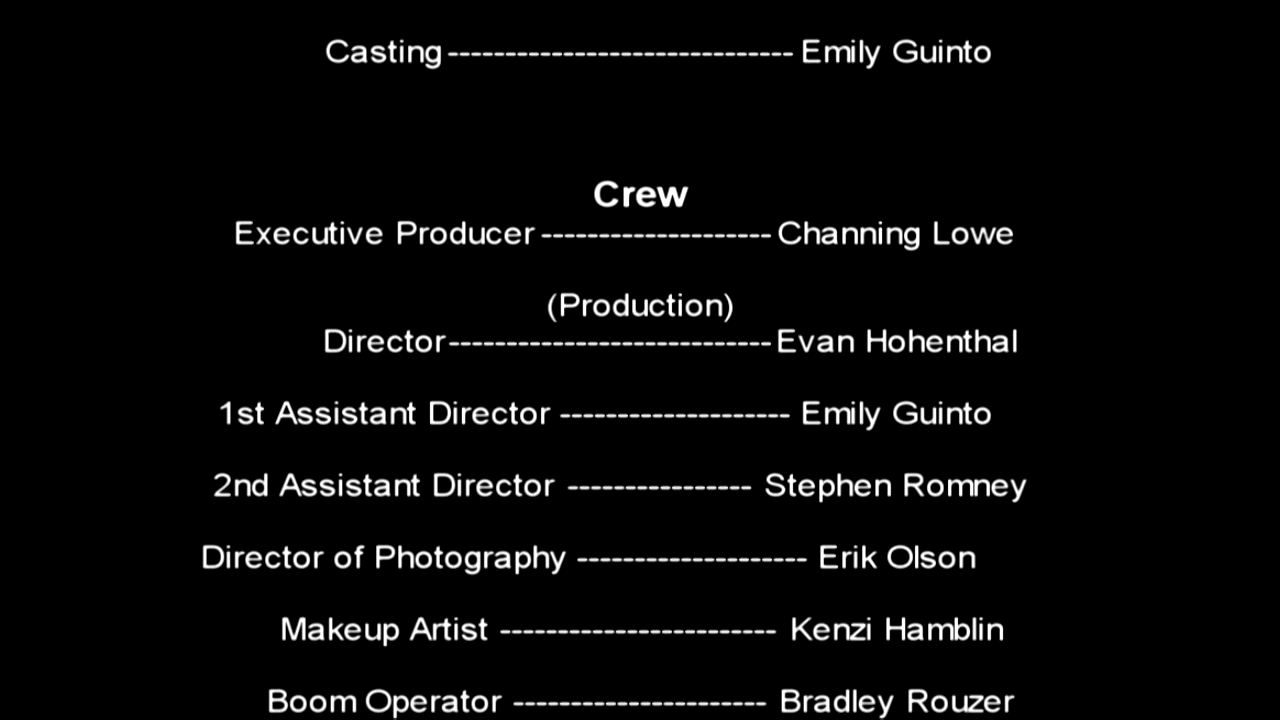 Casting------------------------------ Emily Guinto
Crew
Executive Producer -------------------- Channing Lowe
(Production)
Director---------------------------- Evan Hohenthal
1st Assistant Director -------------------- Emily Guinto
2nd Assistant Director ---------------- Stephen Romney
Director of Photography -------------------- Erik Olson
Makeup Artist ------------------------ Kenzi Hamblin
Boom Operator ---------------------- Bradley Rouzer